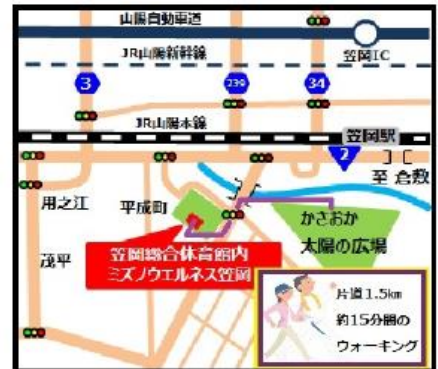 山陽自動車道
笠岡IC
JR山陽新幹線
3
239
34
JR山陽本線
笠岡駅
2
至 倉敷
用之江
平成町
かさおか
太陽の広場
茂平
笠岡総合体育館内
ミズノウエルネス笠岡
片道1.5km
約15分間の
ウォーキング